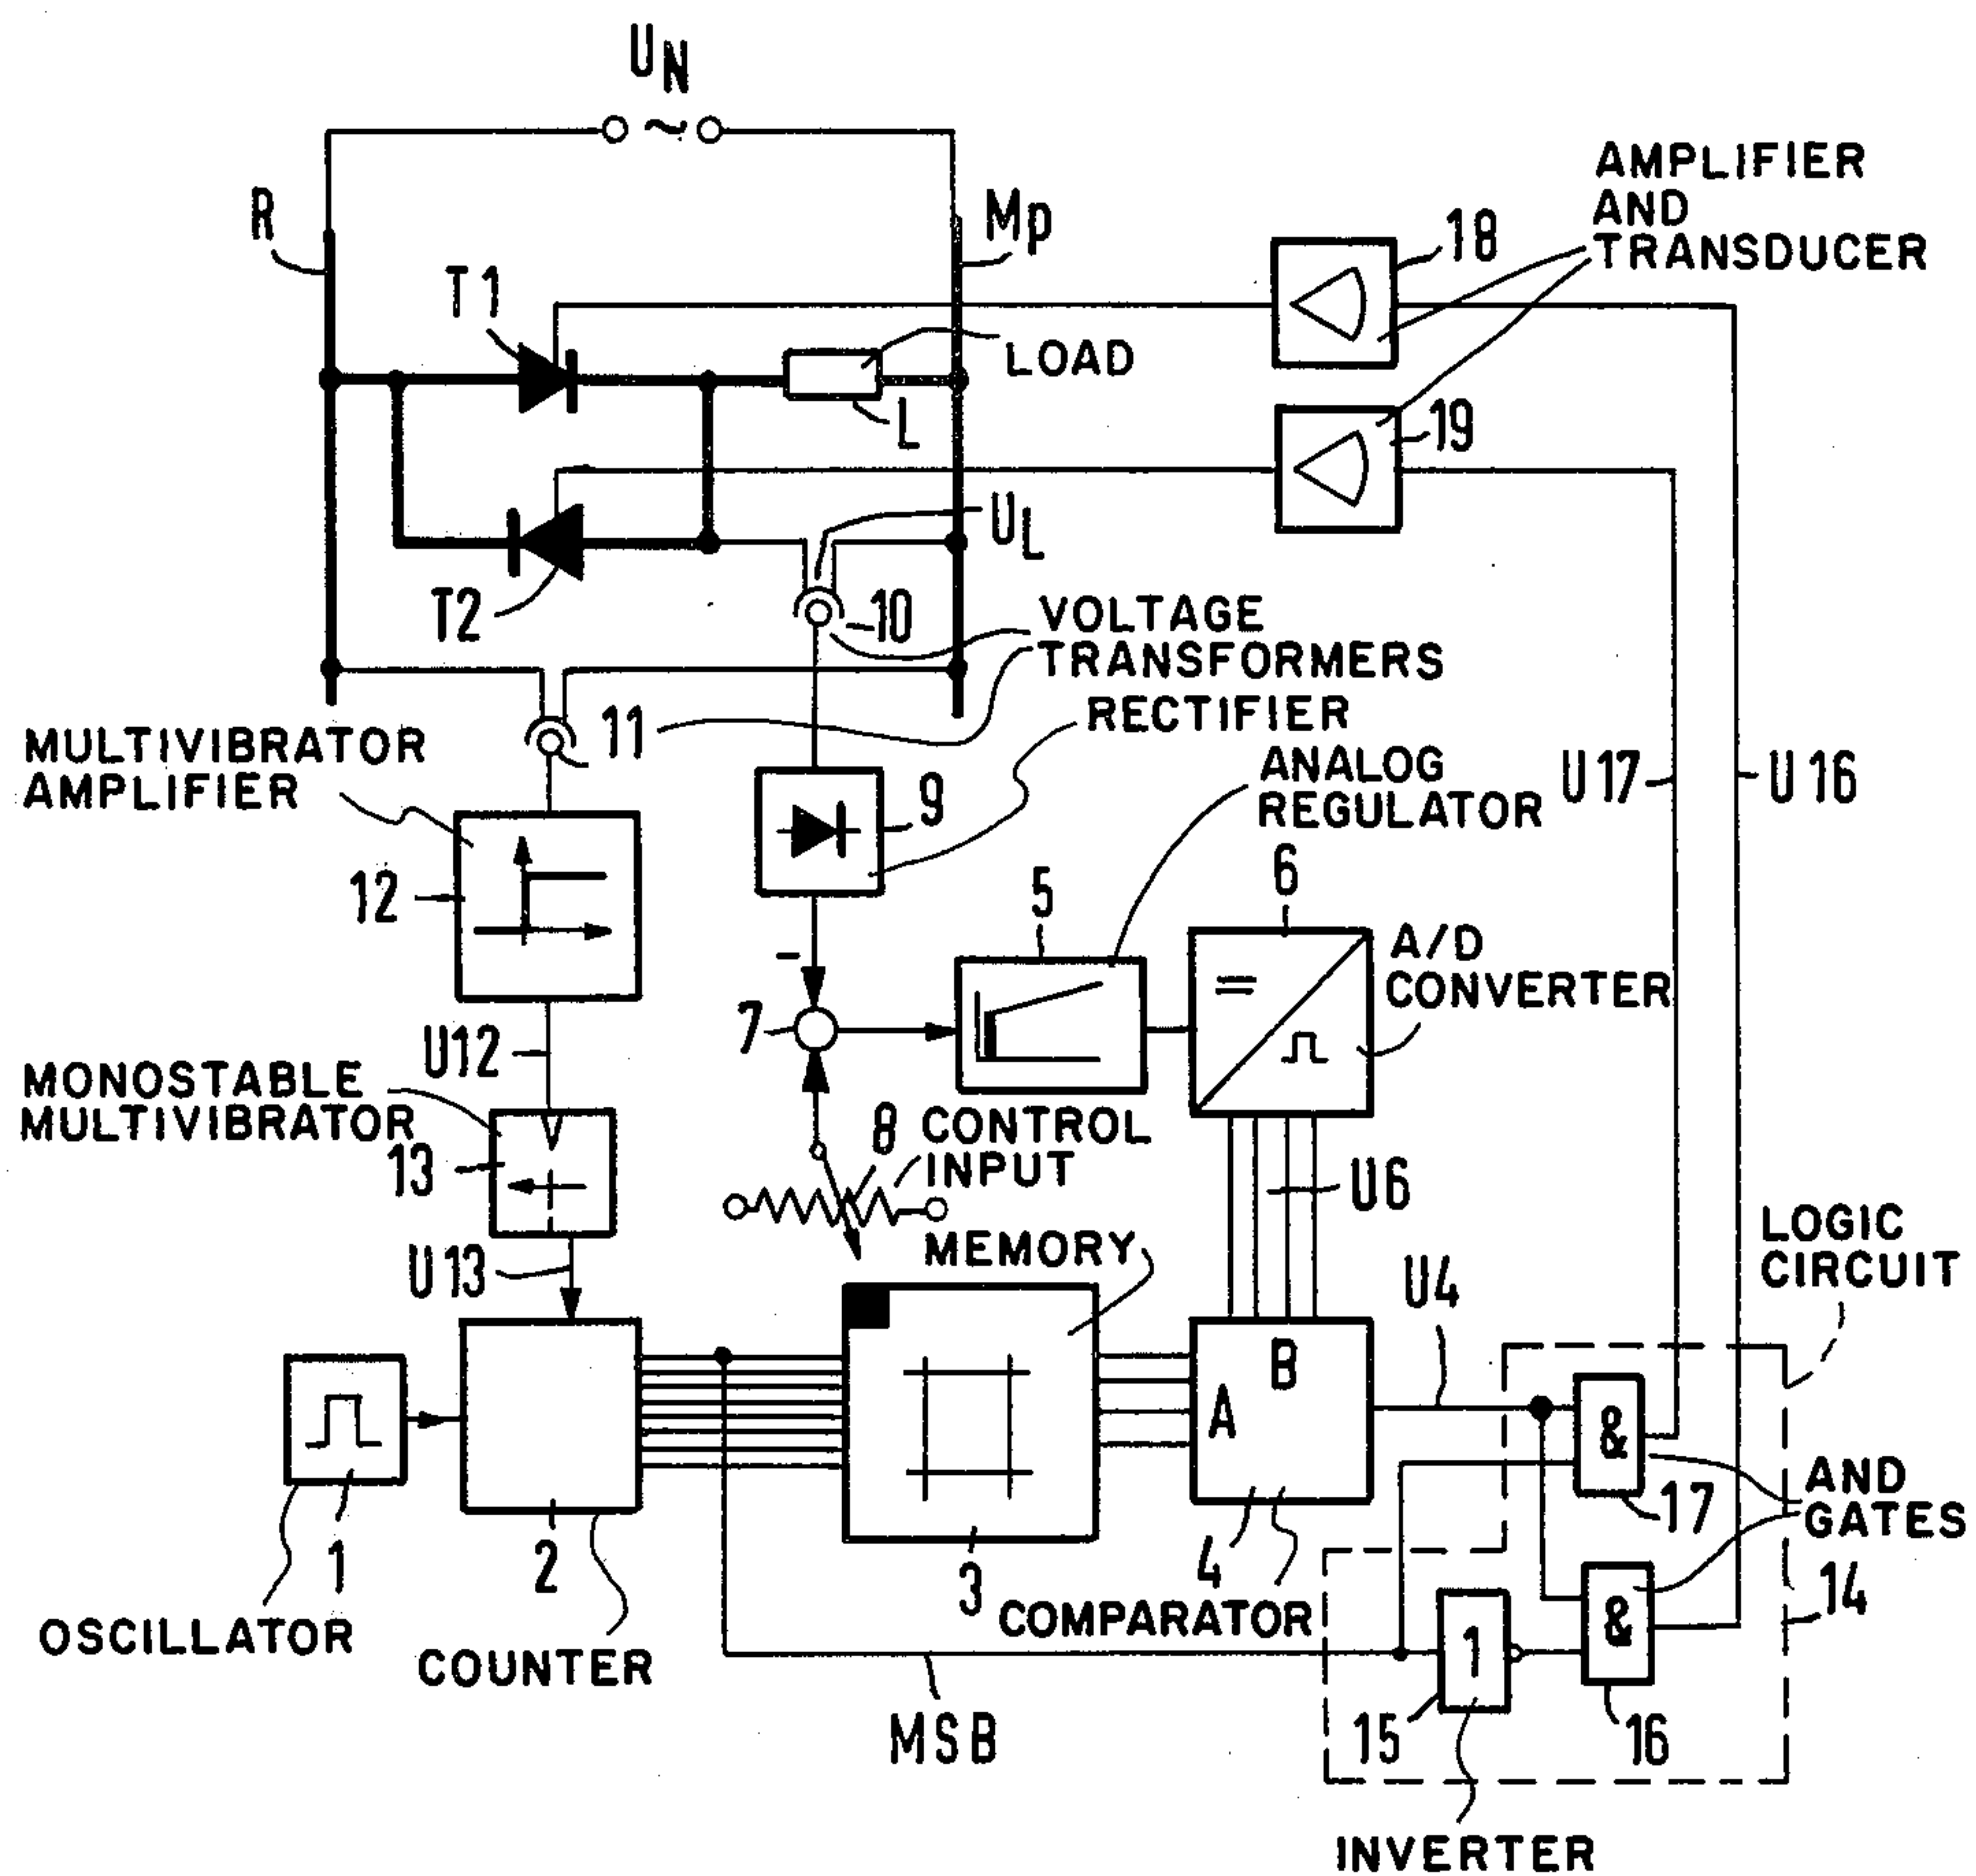 UN
~
R
Mp
AMPLIFIER
AND
TRANSDUCER
18
T1
LOAD
L
19
UL
T2
10
VOLTAGE
TRANSFORMERS
RECTIFIER
11
MULTIVIBRATOR
AMPLIFIER
ANALOG
REGULATOR
U17
U16
9
12
5
6
A/D
CONVERTER
–
=
7
U12
MONOSTABLE
MULTIVIBRATOR
13
8
CONTROL
INPUT
U6
U13
MEMORY
LOGIC
CIRCUIT
U4
B
A
&
17
AND
GATES
1
2
3
4
COMPARATOR
OSCILLATOR
COUNTER
1
&
14
15
16
MSB
INVERTER